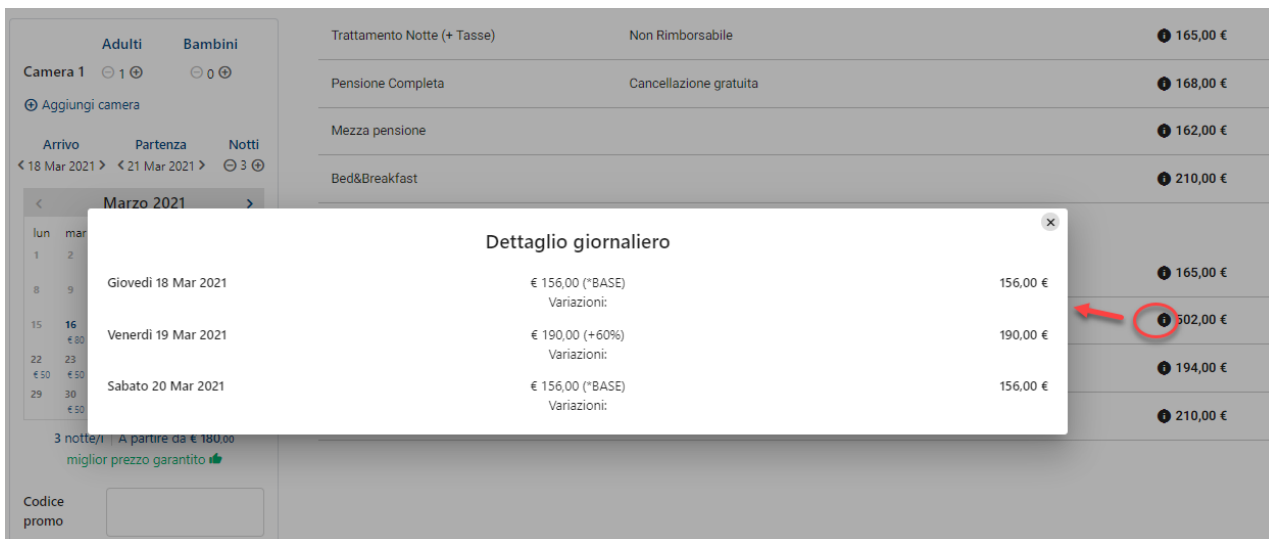 Adulti Bambini
Camera 1 1 0
Aggiungi camera
Arrivo Partenza Notti
18 Mar 2021 21 Mar 2021 3
Marzo 2021
lun mar
1 2
8 9
15 16
€ 80
22 23
€ 50 € 50
29 30
€ 50
3 notte/i A partire da € 180,00
miglior prezzo garantito
Codice
promo
Trattamento Notte (+ Tasse) Non Rimborsabile 165,00 €
Pensione Completa Cancellazione gratuita 168,00 €
Mezza pensione 162,00 €
Bed&Breakfast 210,00 €
165,00 €
502,00 €
194,00 €
210,00 €
Dettaglio giornaliero
Giovedì 18 Mar 2021 € 156,00 (*BASE) 156,00 €
Variazioni:
Venerdì 19 Mar 2021 € 190,00 (+60%) 190,00 €
Variazioni:
Sabato 20 Mar 2021 € 156,00 (*BASE) 156,00 €
Variazioni: